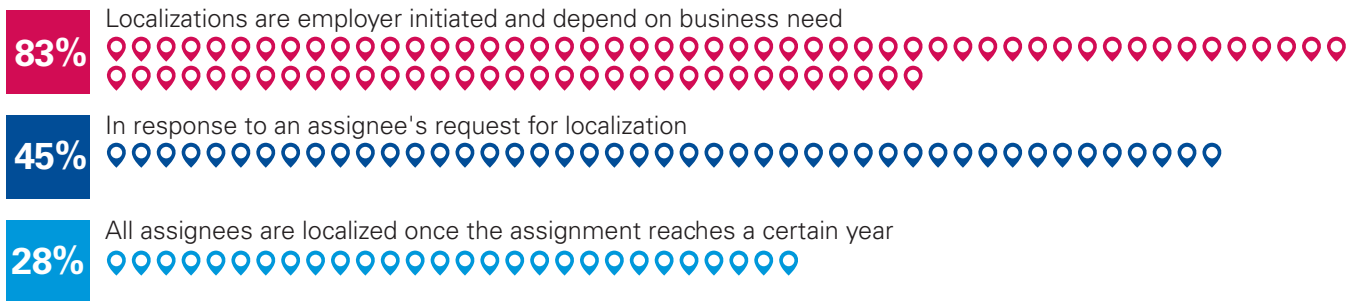 Localizations are employer initiated and depend on business need
83%
In response to an assignee's request for localization
45%
All assignees are localized once the assignment reaches a certain year
28%